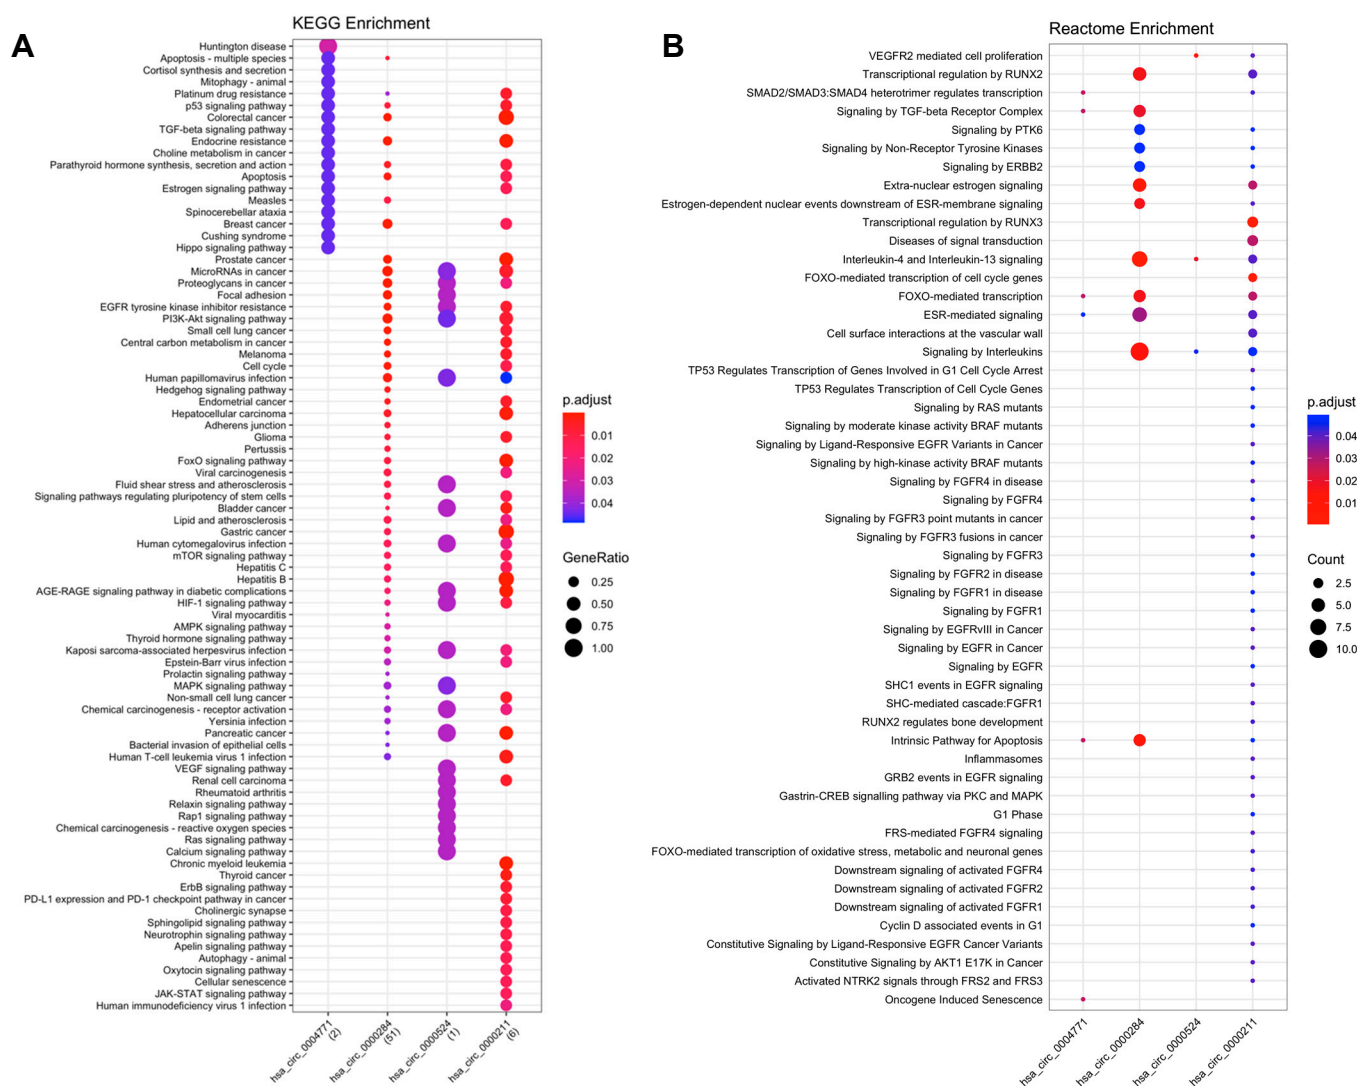 A
KEGG Enrichment
Huntington disease
Apoptosis - multiple species
Cortisol synthesis and secretion
Mitophagy - animal
Platinum drug resistance
p53 signaling pathway
Colorectal cancer
TGF-beta signaling pathway
Endocrine resistance
Choline metabolism in cancer
Parathyroid hormone synthesis, secretion and action
Apoptosis
Estrogen signaling pathway
Measles
Spinocerebellar ataxia
Breast cancer
Cushing syndrome
Hippo signaling pathway
Prostate cancer
MicroRNAs in cancer
Proteoglycans in cancer
Focal adhesion
EGFR tyrosine kinase inhibitor resistance
PI3K-Akt signaling pathway
Small cell lung cancer
Central carbon metabolism in cancer
Melanoma
Cell cycle
Human papillomavirus infection
Hedgehog signaling pathway
Endometrial cancer
Hepatocellular carcinoma
Adherens junction
Glioma
Pertussis
FoxO signaling pathway
Viral carcinogenesis
Fluid shear stress and atherosclerosis
Signaling pathways regulating pluripotency of stem cells
Bladder cancer
Lipid and atherosclerosis
Gastric cancer
Human cytomegalovirus infection
mTOR signaling pathway
Hepatitis C
Hepatitis B
AGE-RAGE signaling pathway in diabetic complications
HIF-1 signaling pathway
Viral myocarditis
AMPK signaling pathway
Thyroid hormone signaling pathway
Kaposi sarcoma-associated herpesvirus infection
Epstein-Barr virus infection
Prolactin signaling pathway
MAPK signaling pathway
Non-small cell lung cancer
Chemical carcinogenesis - receptor activation
Yersinia infection
Pancreatic cancer
Bacterial invasion of epithelial cells
Human T-cell leukemia virus 1 infection
VEGF signaling pathway
Renal cell carcinoma
Rheumatoid arthritis
Relaxin signaling pathway
Rap1 signaling pathway
Chemical carcinogenesis - reactive oxygen species
Ras signaling pathway
Calcium signaling pathway
Chronic myeloid leukemia
Thyroid cancer
ErbB signaling pathway
PD-L1 expression and PD-1 checkpoint pathway in cancer
Cholinergic synapse
Sphingolipid signaling pathway
Neurotrophin signaling pathway
Apelin signaling pathway
Autophagy - animal
Oxytocin signaling pathway
Cellular senescence
JAK-STAT signaling pathway
Human immunodeficiency virus 1 infection
hsa_circ_0004771
(2)
hsa_circ_0000284
(51)
hsa_circ_0000524
(1)
hsa_circ_0000211
(6)
p.adjust
0.01
0.02
0.03
0.04
GeneRatio
0.25
0.50
0.75
1.00
B
Reactome Enrichment
VEGFR2 mediated cell proliferation
Transcriptional regulation by RUNX2
SMAD2/SMAD3:SMAD4 heterotrimer regulates transcription
Signaling by TGF-beta Receptor Complex
Signaling by PTK6
Signaling by Non-Receptor Tyrosine Kinases
Signaling by ERBB2
Extra-nuclear estrogen signaling
Estrogen-dependent nuclear events downstream of ESR-membrane signaling
Transcriptional regulation by RUNX3
Diseases of signal transduction
Interleukin-4 and Interleukin-13 signaling
FOXO-mediated transcription of cell cycle genes
FOXO-mediated transcription
ESR-mediated signaling
Cell surface interactions at the vascular wall
Signaling by Interleukins
TP53 Regulates Transcription of Genes Involved in G1 Cell Cycle Arrest
TP53 Regulates Transcription of Cell Cycle Genes
Signaling by RAS mutants
Signaling by moderate kinase activity BRAF mutants
Signaling by Ligand-Responsive EGFR Variants in Cancer
Signaling by high-kinase activity BRAF mutants
Signaling by FGFR4 in disease
Signaling by FGFR4
Signaling by FGFR3 point mutants in cancer
Signaling by FGFR3 fusions in cancer
Signaling by FGFR3
Signaling by FGFR2 in disease
Signaling by FGFR1 in disease
Signaling by FGFR1
Signaling by EGFRvIII in Cancer
Signaling by EGFR in Cancer
Signaling by EGFR
SHC1 events in EGFR signaling
SHC-mediated cascade:FGFR1
RUNX2 regulates bone development
Intrinsic Pathway for Apoptosis
Inflammasomes
GRB2 events in EGFR signaling
Gastrin-CREB signalling pathway via PKC and MAPK
G1 Phase
FRS-mediated FGFR4 signaling
FOXO-mediated transcription of oxidative stress, metabolic and neuronal genes
Downstream signaling of activated FGFR4
Downstream signaling of activated FGFR2
Downstream signaling of activated FGFR1
Cyclin D associated events in G1
Constitutive Signaling by Ligand-Responsive EGFR Cancer Variants
Constitutive Signaling by AKT1 E17K in Cancer
Activated NTRK2 signals through FRS2 and FRS3
Oncogene Induced Senescence
hsa_circ_0004771
hsa_circ_0000284
hsa_circ_0000524
hsa_circ_0000211
p.adjust
0.04
0.03
0.02
0.01
Count
2.5
5.0
7.5
10.0